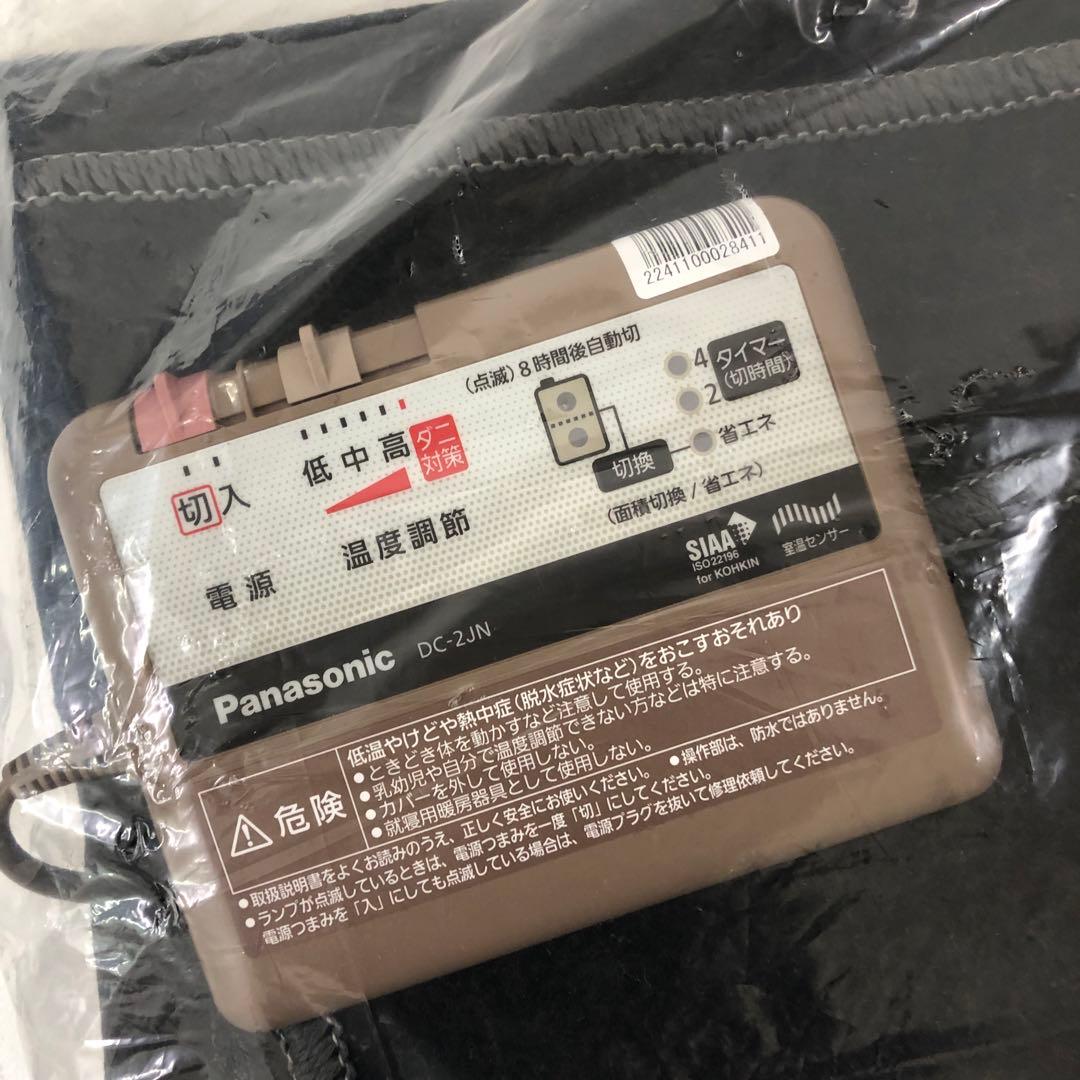 2241100028411
(点滅)8時間後自動切
4
2
タイマー
(切時間)
省エネ
切換
(面積切換/省エネ)
低 中 高
ダニ
対策
切 入
温度調節
電源
SIAA
ISO22196
for KOHKIN
室温センサー
Panasonic DC-2JN
危険
低温やけどや熱中症(脱水症状など)をおこすおそれあり
●ときどき体を動かすなど注意して使用する。
●乳幼児や自分で温度調節できない方などは特に注意する。
●カバーを外して使用しない。
●就寝用暖房器具として使用しない。
●取扱説明書をよくお読みのうえ、正しく安全にお使いください。 ●操作部は、防水ではありません。
●ランプが点滅しているときは、電源つまみを一度「切」にしてください。
電源つまみを「入」にしても点滅している場合は、電源プラグを抜いて修理依頼してください。